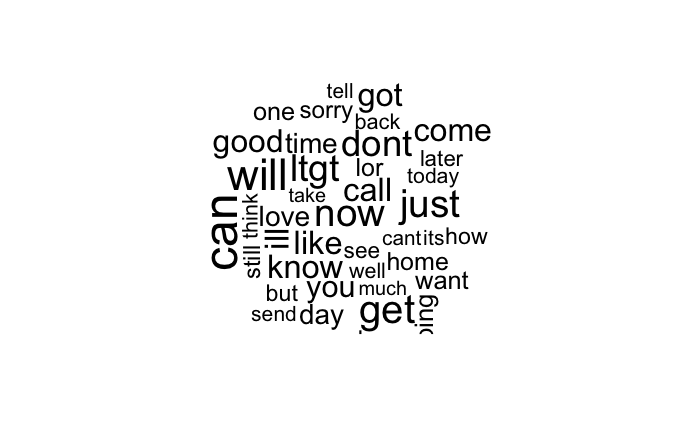 tell got
one sorry
back
good time dont come
will ltgt lor later
call today
take
can think love now just
still ill like see cant its how
know well home
but you much want
send day get